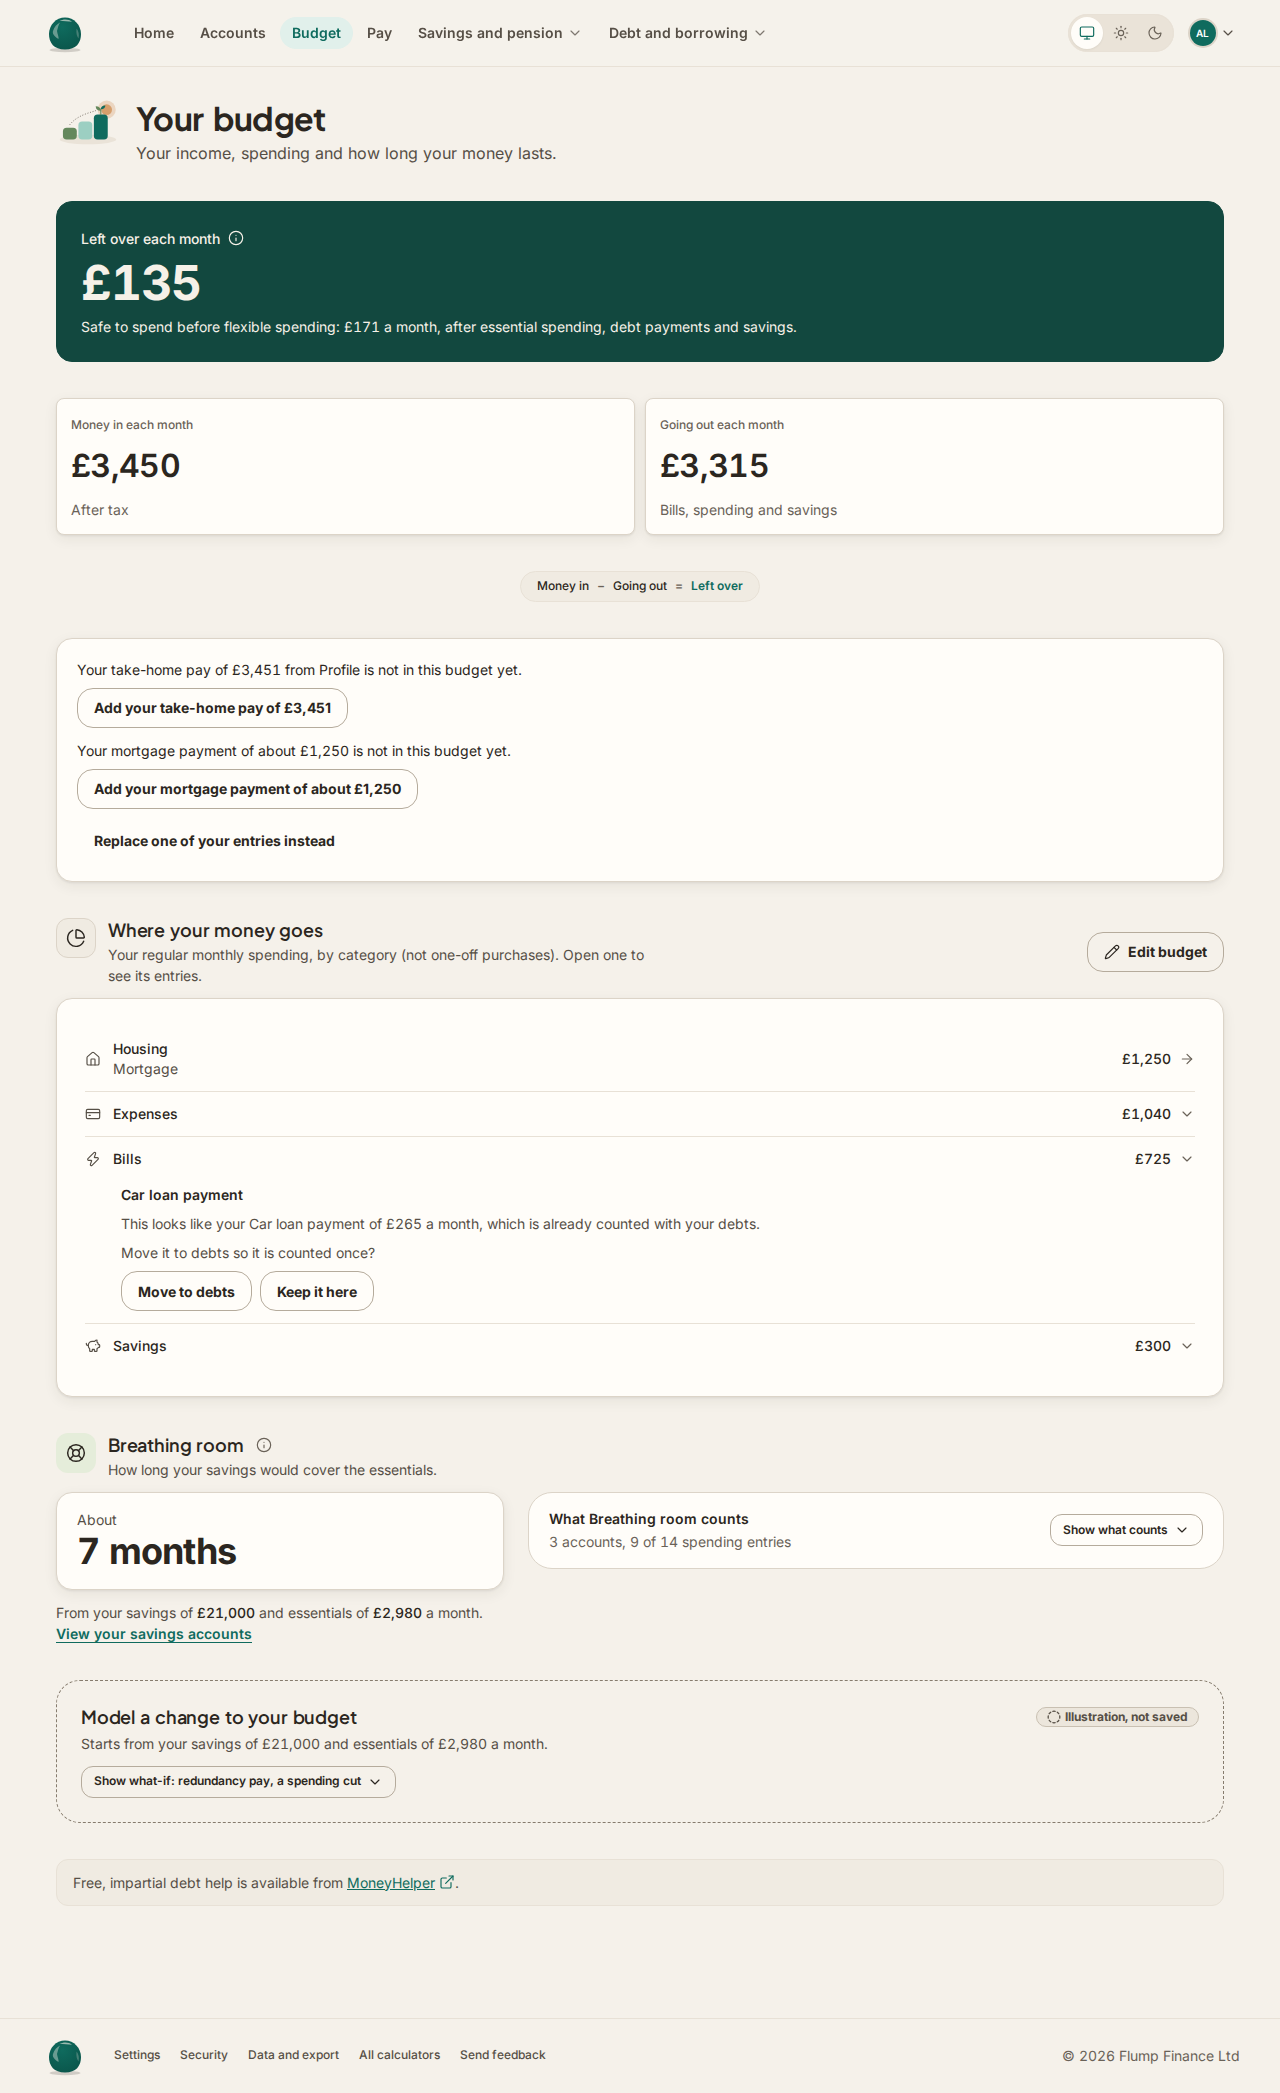 Home
Accounts
Budget
Pay
Savings and pension
Debt and borrowing
AL
Your budget
Your income, spending and how long your money lasts.
Left over each month
£135
Safe to spend before flexible spending: £171 a month, after essential spending, debt payments and savings.
Money in each month
£3,450
After tax
Going out each month
£3,315
Bills, spending and savings
Money in – Going out = Left over
Your take-home pay of £3,451 from Profile is not in this budget yet.
Add your take-home pay of £3,451
Your mortgage payment of about £1,250 is not in this budget yet.
Add your mortgage payment of about £1,250
Replace one of your entries instead
Where your money goes
Your regular monthly spending, by category (not one-off purchases). Open one to
see its entries.
Edit budget
Housing
Mortgage
£1,250
Expenses
£1,040
Bills
£725
Car loan payment
This looks like your Car loan payment of £265 a month, which is already counted with your debts.
Move it to debts so it is counted once?
Move to debts
Keep it here
Savings
£300
Breathing room
How long your savings would cover the essentials.
About
7 months
What Breathing room counts
3 accounts, 9 of 14 spending entries
Show what counts
From your savings of £21,000 and essentials of £2,980 a month.
View your savings accounts
Model a change to your budget
Illustration, not saved
Starts from your savings of £21,000 and essentials of £2,980 a month.
Show what-if: redundancy pay, a spending cut
Free, impartial debt help is available from MoneyHelper.
Settings
Security
Data and export
All calculators
Send feedback
© 2026 Flump Finance Ltd